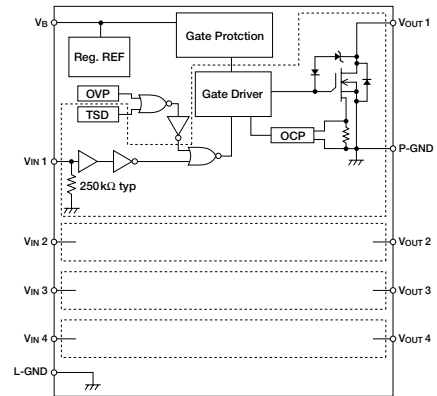 VB
Gate Protction
VOUT 1
Reg. REF
OVP
TSD
Gate Driver
OCP
VIN 1
P-GND
250kΩ typ
VIN 2
VOUT 2
VIN 3
VOUT 3
VIN 4
VOUT 4
L-GND